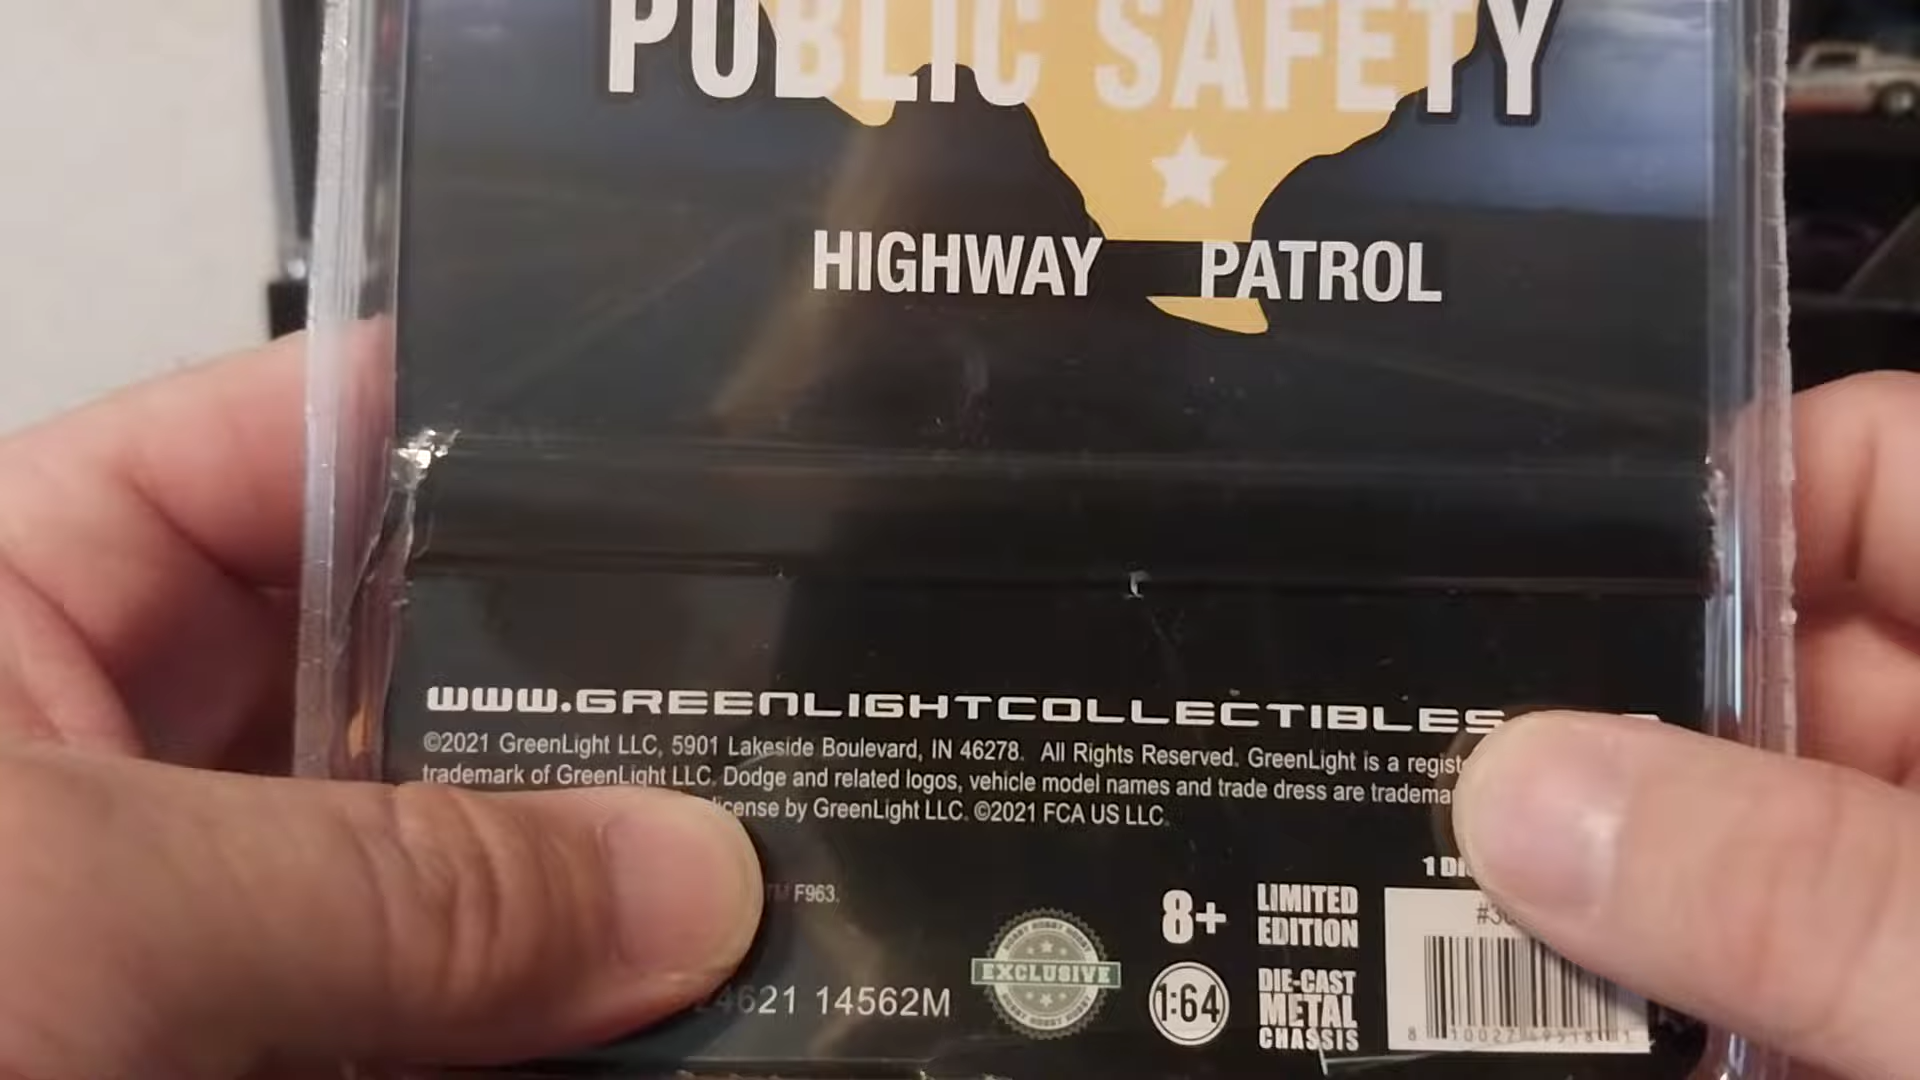 PUBLIC SAFETY
HIGHWAY PATROL
WWW.GREENLIGHTCOLLECTIBLES
©2021 GreenLight LLC, 5901 Lakeside Boulevard, IN 46278. All Rights Reserved. GreenLight is a regist
trademark of GreenLight LLC. Dodge and related logos, vehicle model names and trade dress are tradema
license by GreenLight LLC. ©2021 FCA US LLC.
F963.
4621 14562M
EXCLUSIVE
8+
1:64
LIMITED
EDITION
DIE-CAST
METAL
CHASSIS
1 DI
#30